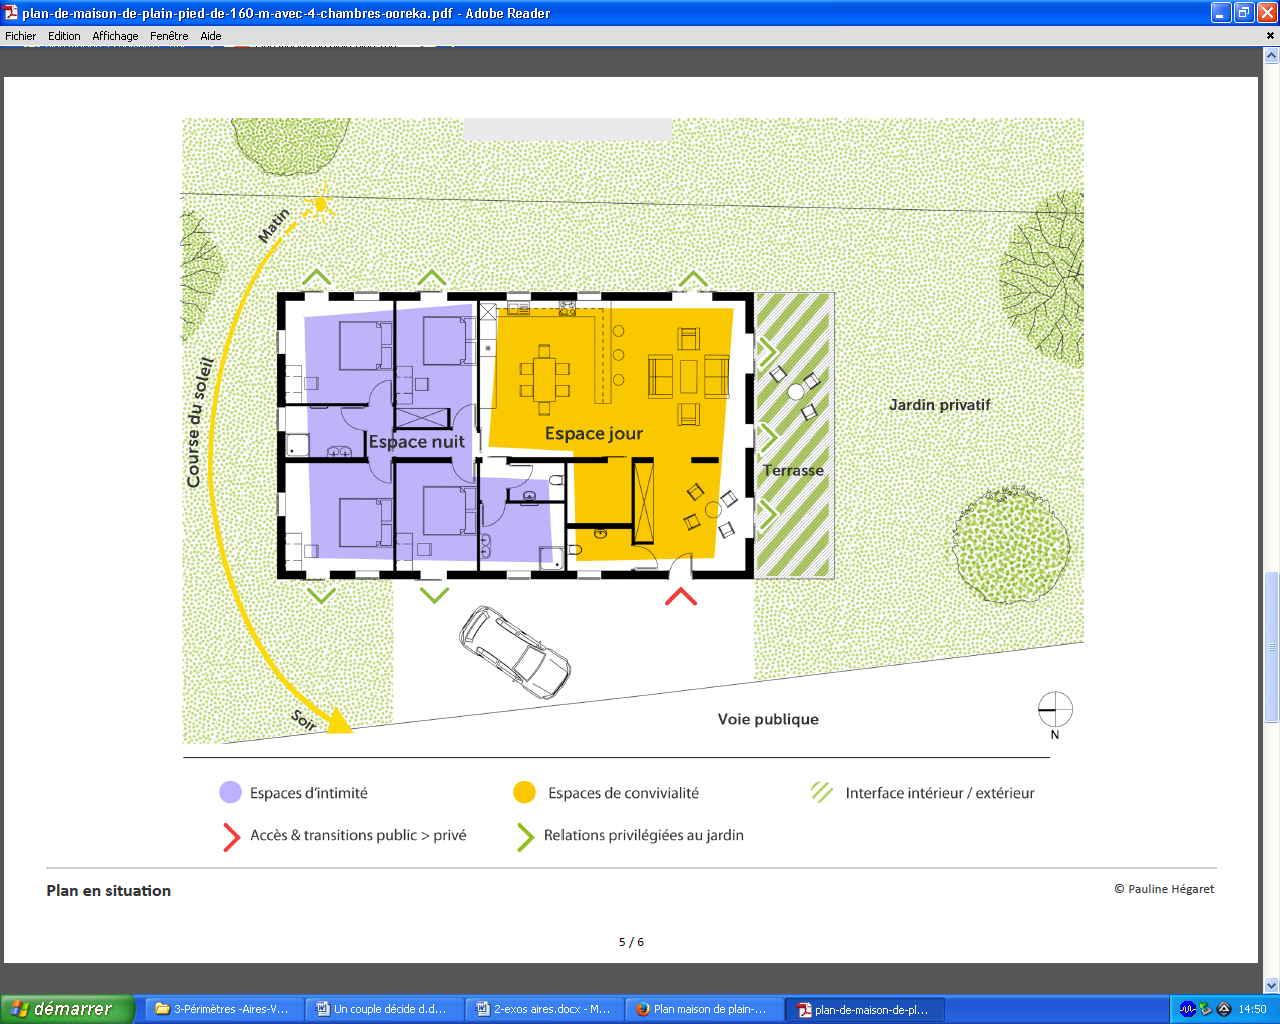 plan-de-maison-de-plain-pied-de-160-m-avec-4-chambres-ooreka.pdf - Adobe Reader
Fichier Edition Affichage Fenêtre Aide
Matin
Course du soleil
Espace nuit
Espace jour
Jardin privatif
Terrasse
Soir
Voie publique
N
Espaces d'intimité
Espaces de convivialité
Interface intérieur / extérieur
Accès & transitions public > privé
Relations privilégiées au jardin
Plan en situation
© Pauline Hégaret
5 / 6
démarrer
3-Périmètres -Aires-V...
Un couple décide d.d...
2-exos aires.docx - M...
Plan maison de plain-...
plan-de-maison-de-pl...
14:50